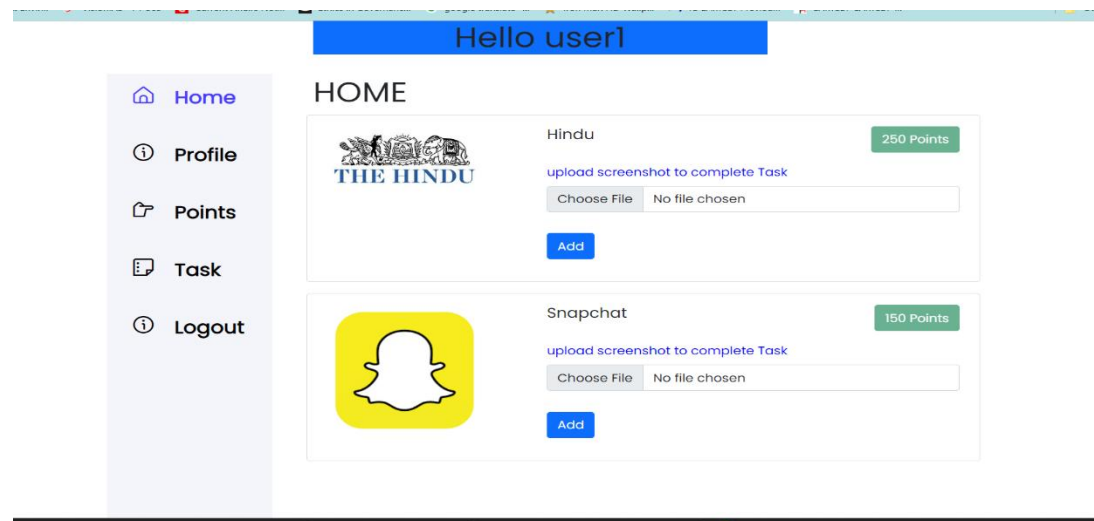 Hello user1
Home
Profile
Points
Task
Logout
HOME
THE HINDU
Hindu
250 Points
upload screenshot to complete Task
Choose File No file chosen
Add
Snapchat
150 Points
upload screenshot to complete Task
Choose File No file chosen
Add